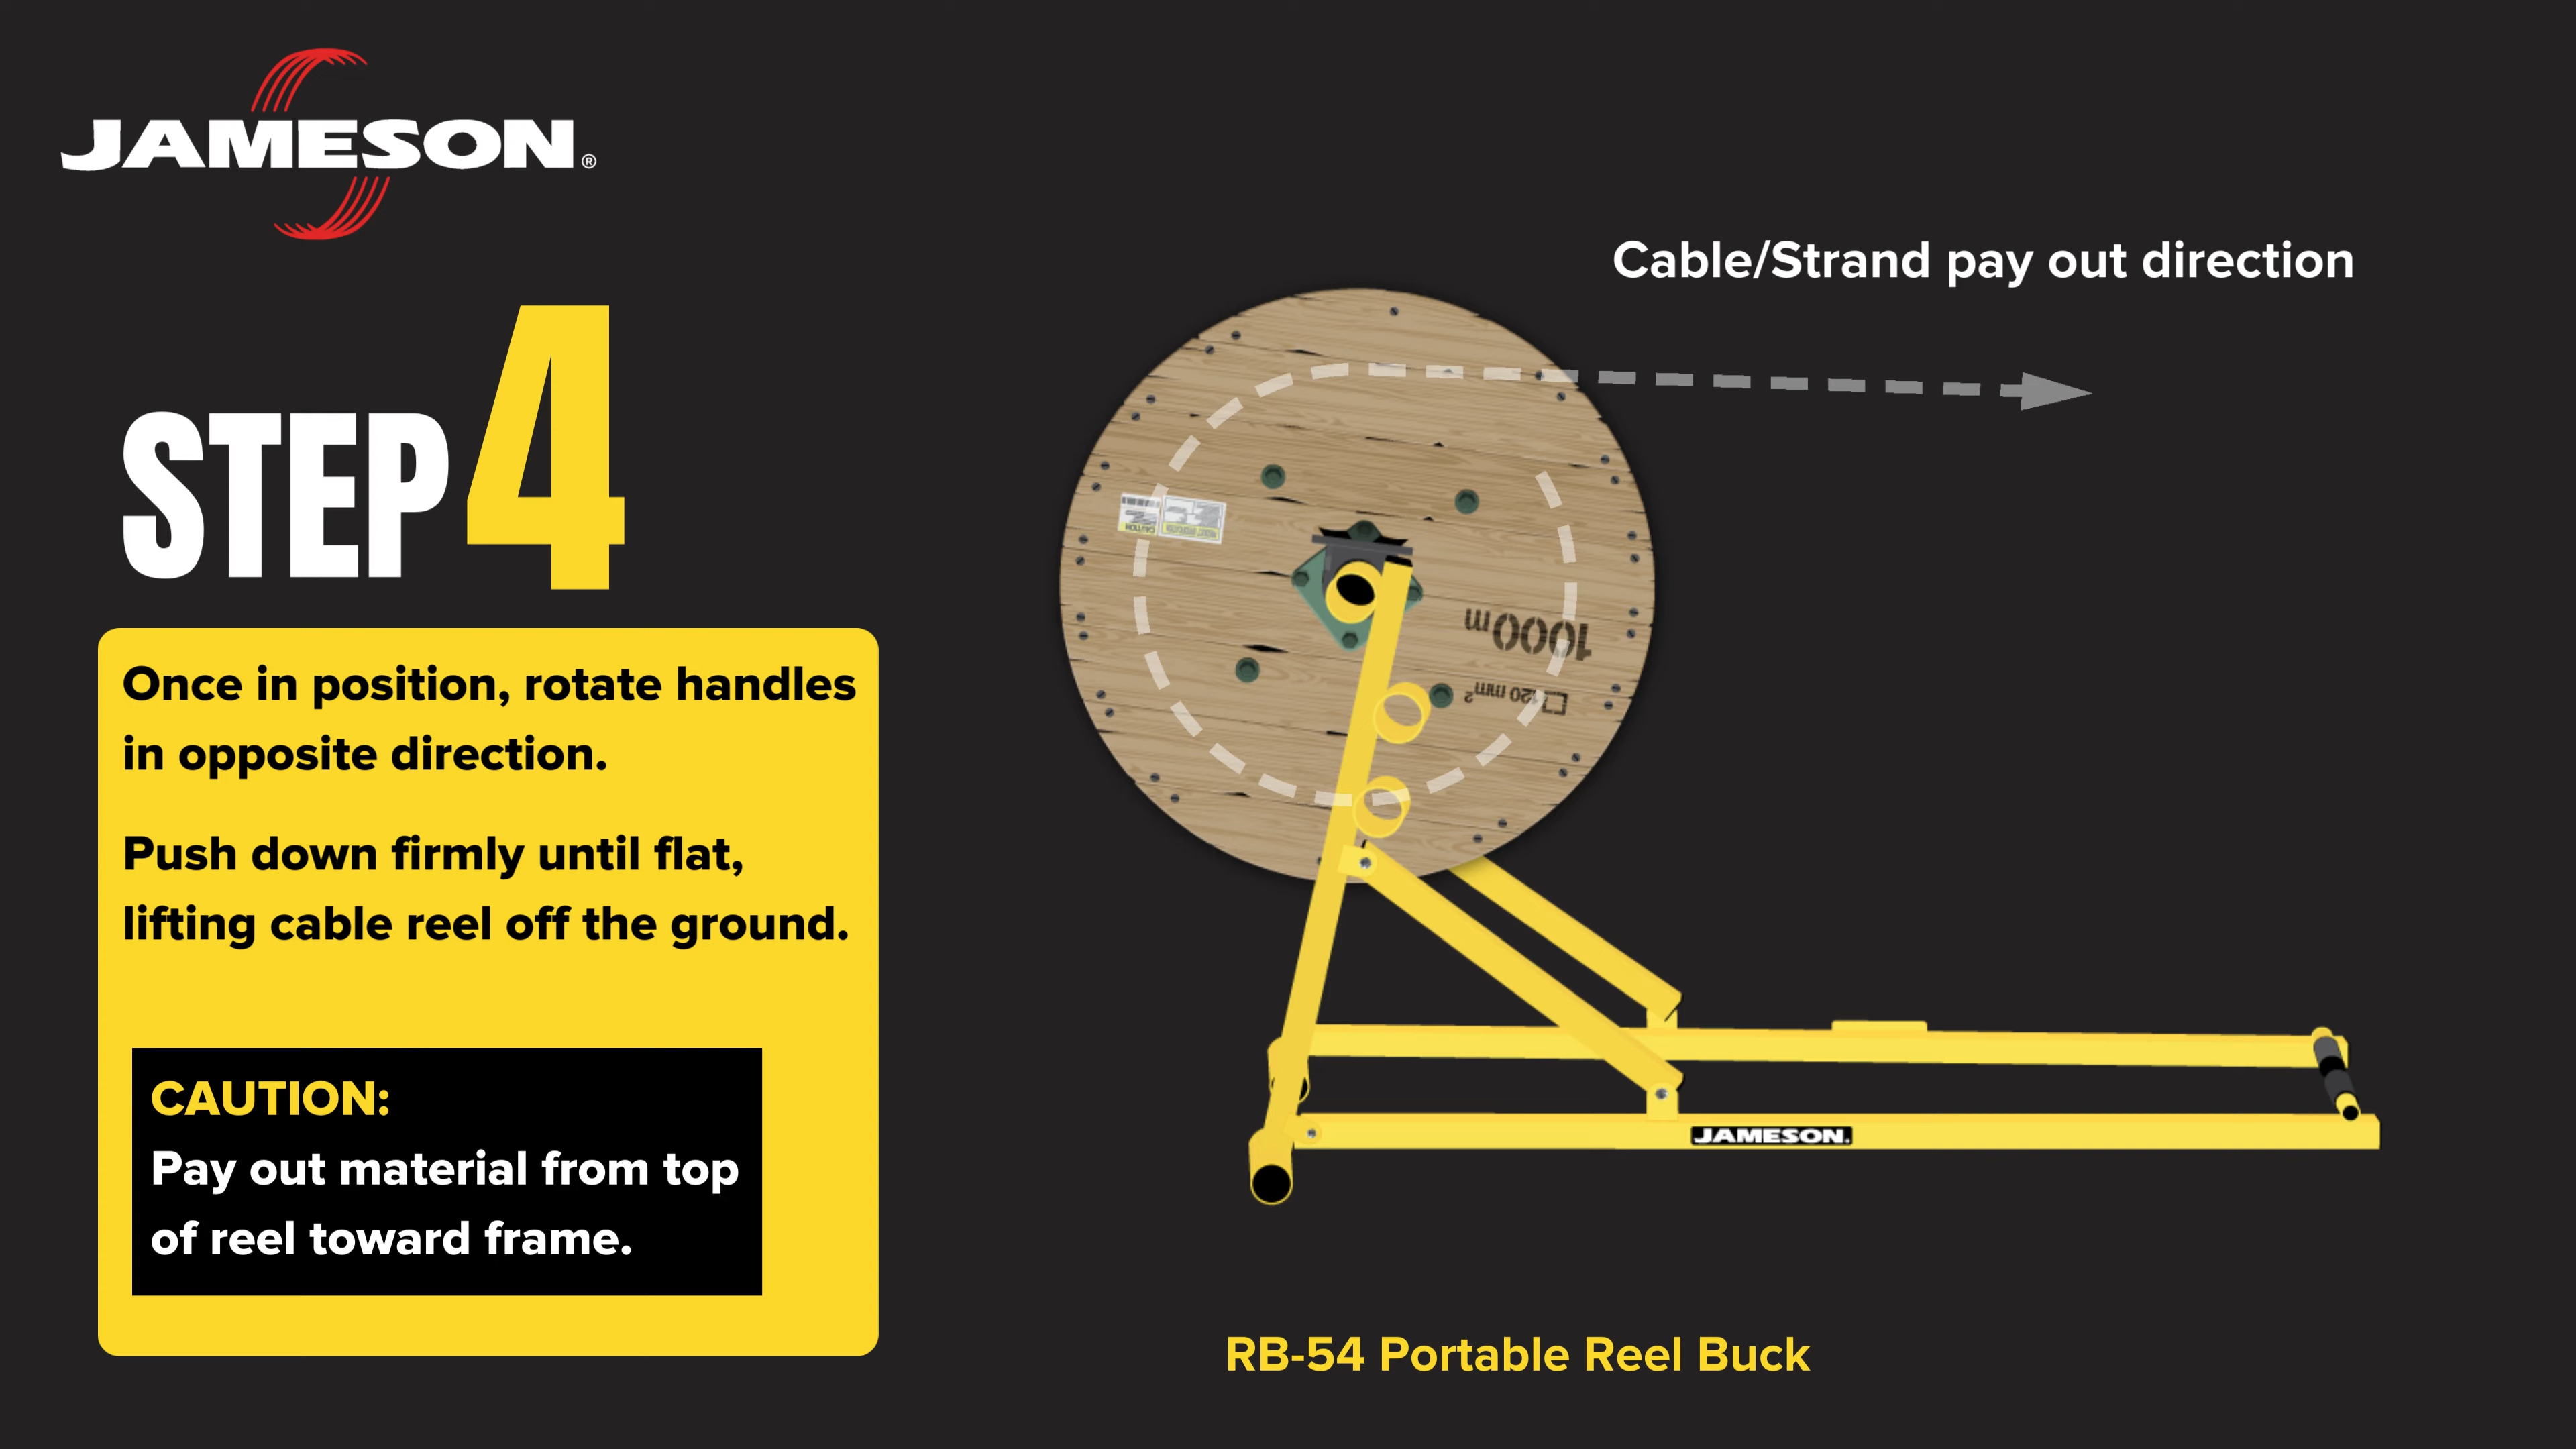 JAMESON®
Cable/Strand pay out direction
STEP 4
Once in position, rotate handles
in opposite direction.
Push down firmly until flat,
lifting cable reel off the ground.
CAUTION:
Pay out material from top
of reel toward frame.
CAUTION
1000m
120 mm²
JAMESON.
RB-54 Portable Reel Buck